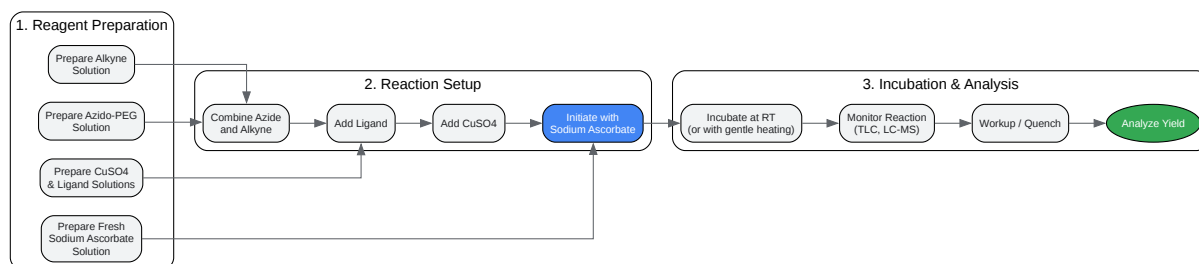 1. Reagent Preparation
Prepare Alkyne
Solution
Prepare Azido-PEG
Solution
Prepare CuSO4
& Ligand Solutions
Prepare Fresh
Sodium Ascorbate
Solution
2. Reaction Setup
Combine Azide
and Alkyne
Add Ligand
Add CuSO4
Initiate with
Sodium Ascorbate
3. Incubation & Analysis
Incubate at RT
(or with gentle heating)
Monitor Reaction
(TLC, LC-MS)
Workup / Quench
Analyze Yield